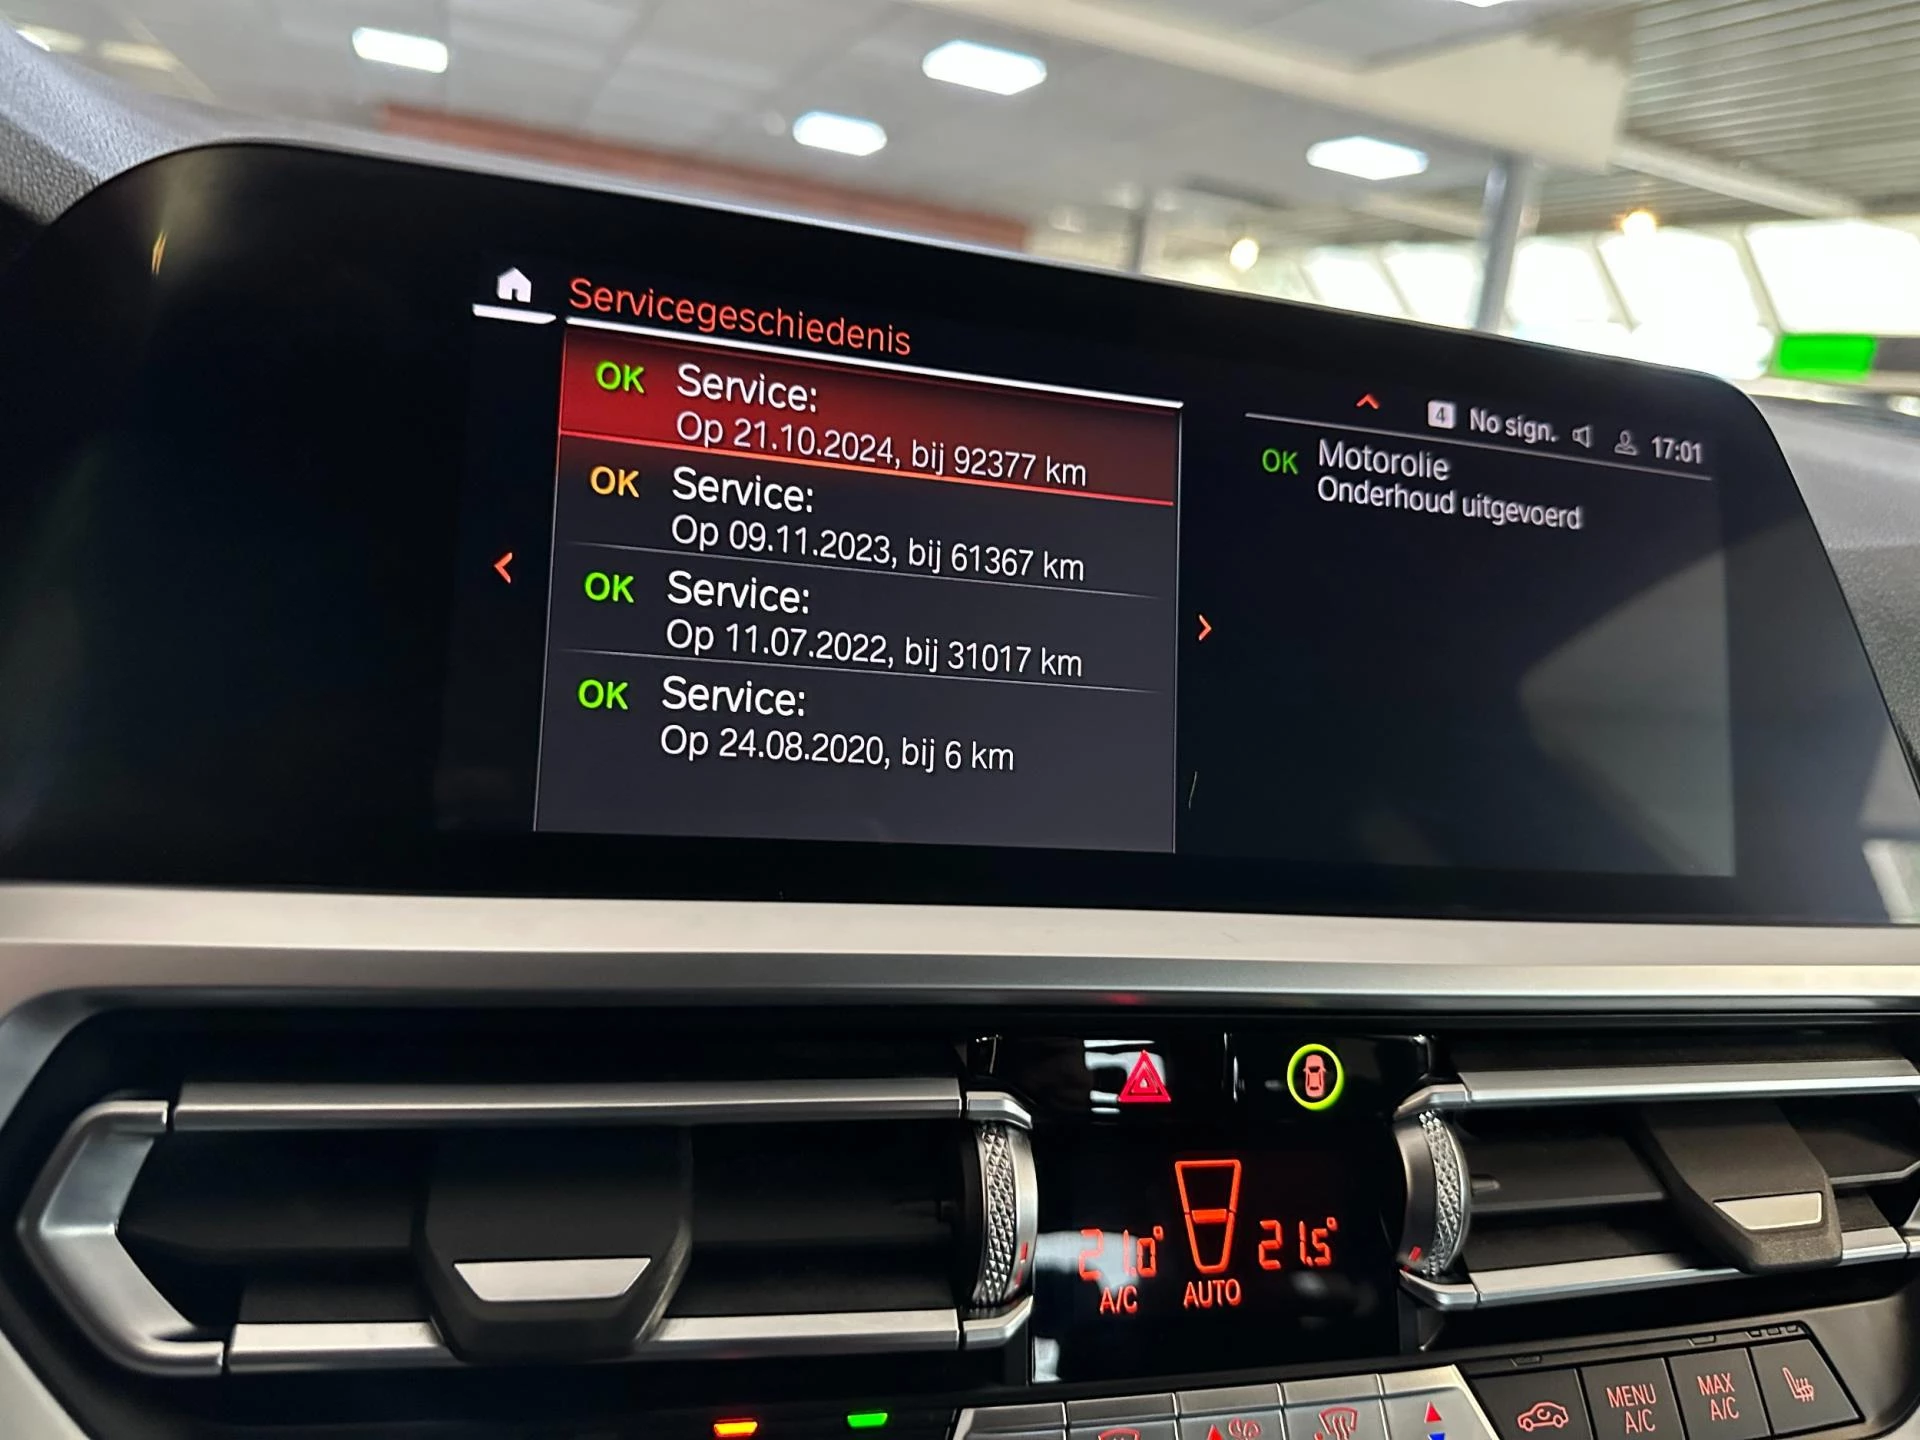 Servicegeschiedenis
OK Service:
Op 21.10.2024, bij 92377 km
OK Service:
Op 09.11.2023, bij 61367 km
OK Service:
Op 11.07.2022, bij 31017 km
OK Service:
Op 24.08.2020, bij 6 km
4 No sign. 17:01
OK Motorolie
Onderhoud uitgevoerd
21.0° 21.5°
A/C AUTO
MENU
A/C
MAX
A/C